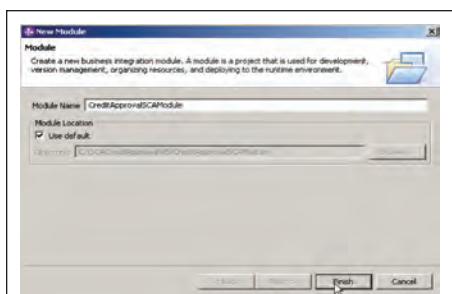 New Module
Module
Create a new business integration module. A module is a project that is used for development,
version management, organizing resources, and deploying to the runtime environment.
Module Name CreditApprovalSCAModule
Module Location
Use default
Finish Cancel